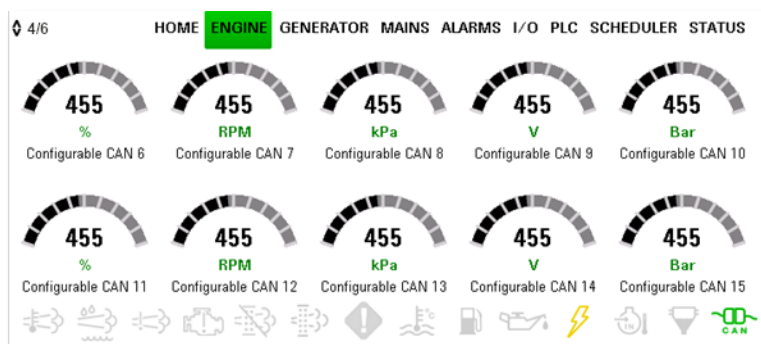 4/6 HOME ENGINE GENERATOR MAINS ALARMS I/O PLC SCHEDULER STATUS
455 455 455 455 455
% RPM kPa V Bar
Configurable CAN 6 Configurable CAN 7 Configurable CAN 8 Configurable CAN 9 Configurable CAN 10
455 455 455 455 455
% RPM kPa V Bar
Configurable CAN 11 Configurable CAN 12 Configurable CAN 13 Configurable CAN 14 Configurable CAN 15
IN
CAN